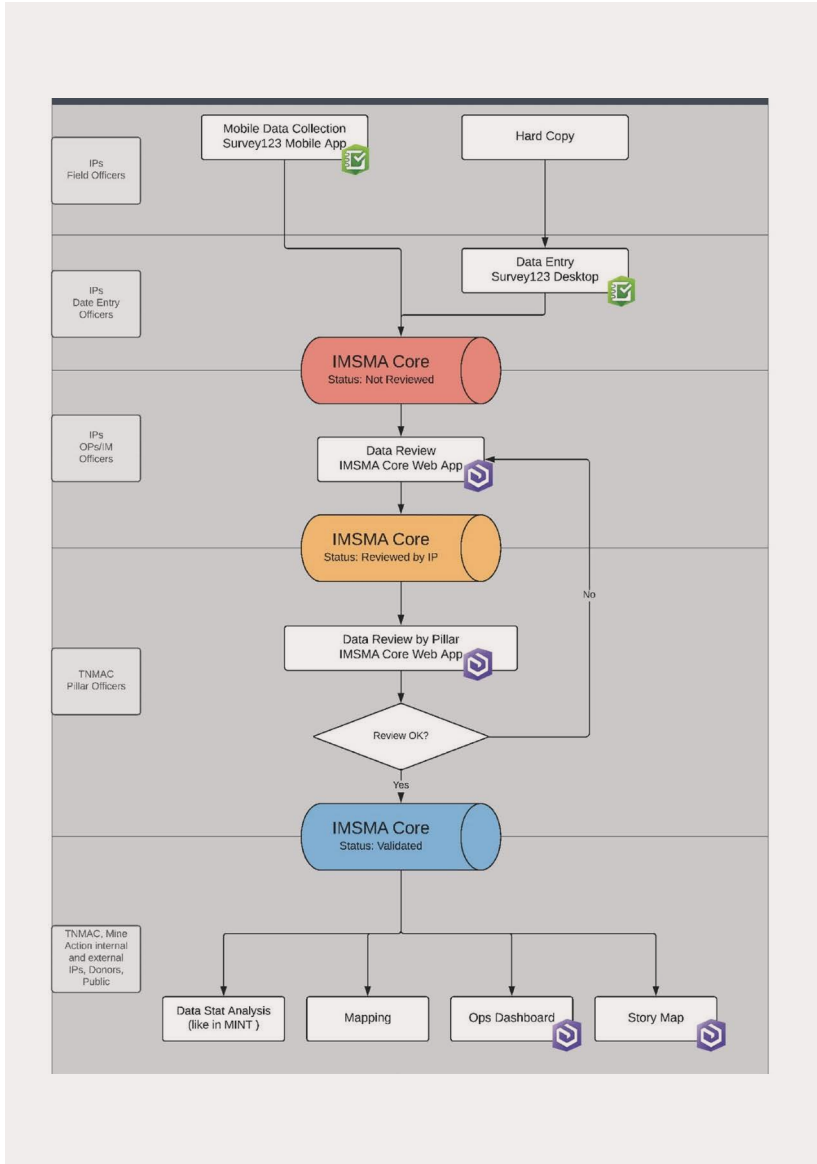 Mobile Data Collection
Survey123 Mobile App
Hard Copy
IPs
Field Officers
Data Entry
Survey123 Desktop
IPs
Date Entry
Officers
IMSMA Core
Status: Not Reviewed
IPs
OPs/IM
Officers
Data Review
IMSMA Core Web App
IMSMA Core
Status: Reviewed by IP
No
Data Review by Pillar
IMSMA Core Web App
TNMAC
Pillar Officers
Review OK?
Yes
IMSMA Core
Status: Validated
TNMAC, Mine
Action internal
and external
IPs, Donors,
Public
Data Stat Analysis
(like in MINT )
Mapping
Ops Dashboard
Story Map